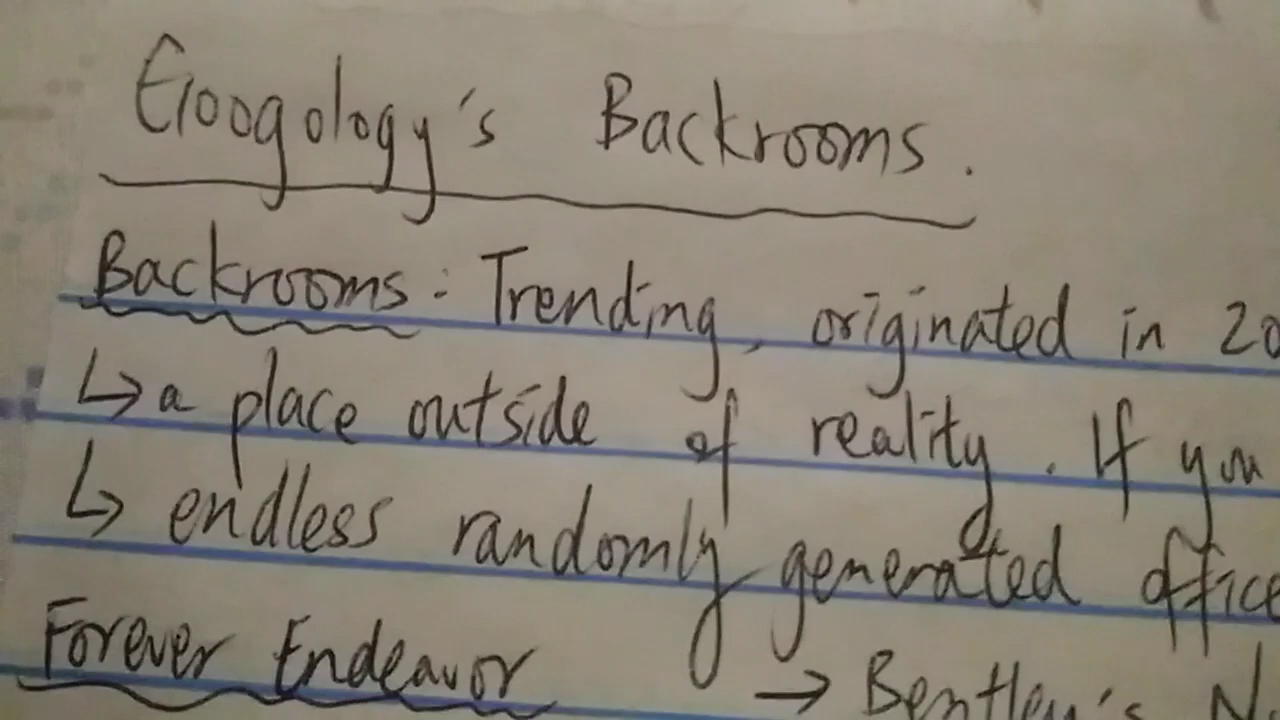 Googology's Backrooms.
Backrooms: Trending, originated in 20
↳ a place outside of reality. If you
↳ endless randomly generated office
Forever Endeavor → Bentley's N